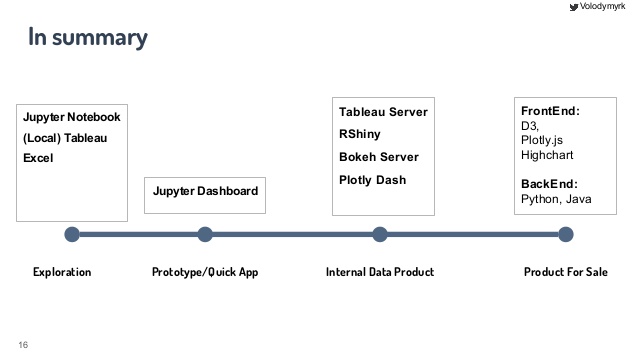 Volodymyrk
In summary
Jupyter Notebook
(Local) Tableau
Excel
Jupyter Dashboard
Tableau Server
RShiny
Bokeh Server
Plotly Dash
FrontEnd:
D3,
Plotly.js
Highchart
BackEnd:
Python, Java
Exploration
Prototype/Quick App
Internal Data Product
Product For Sale
16